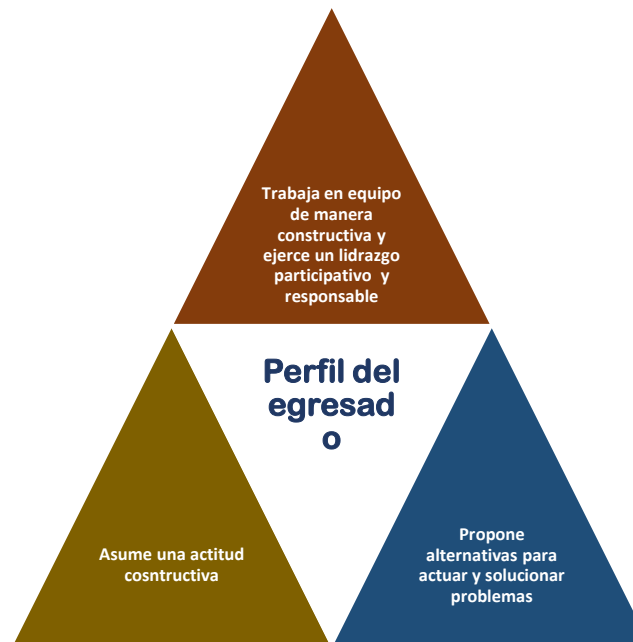 Trabaja en equipo
de manera
constructiva y
ejerce un lidrazgo
participativo y
responsable
Perfil del
egresad
o
Asume una actitud
cosntructiva
Propone
alternativas para
actuar y solucionar
problemas